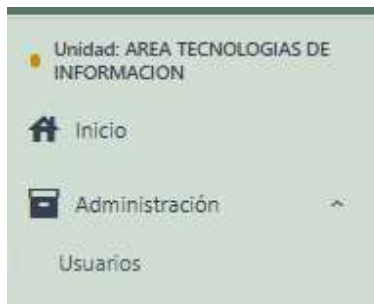 Unidad: AREA TECNOLOGIAS DE
INFORMACION
Inicio
Administración
Usuarios